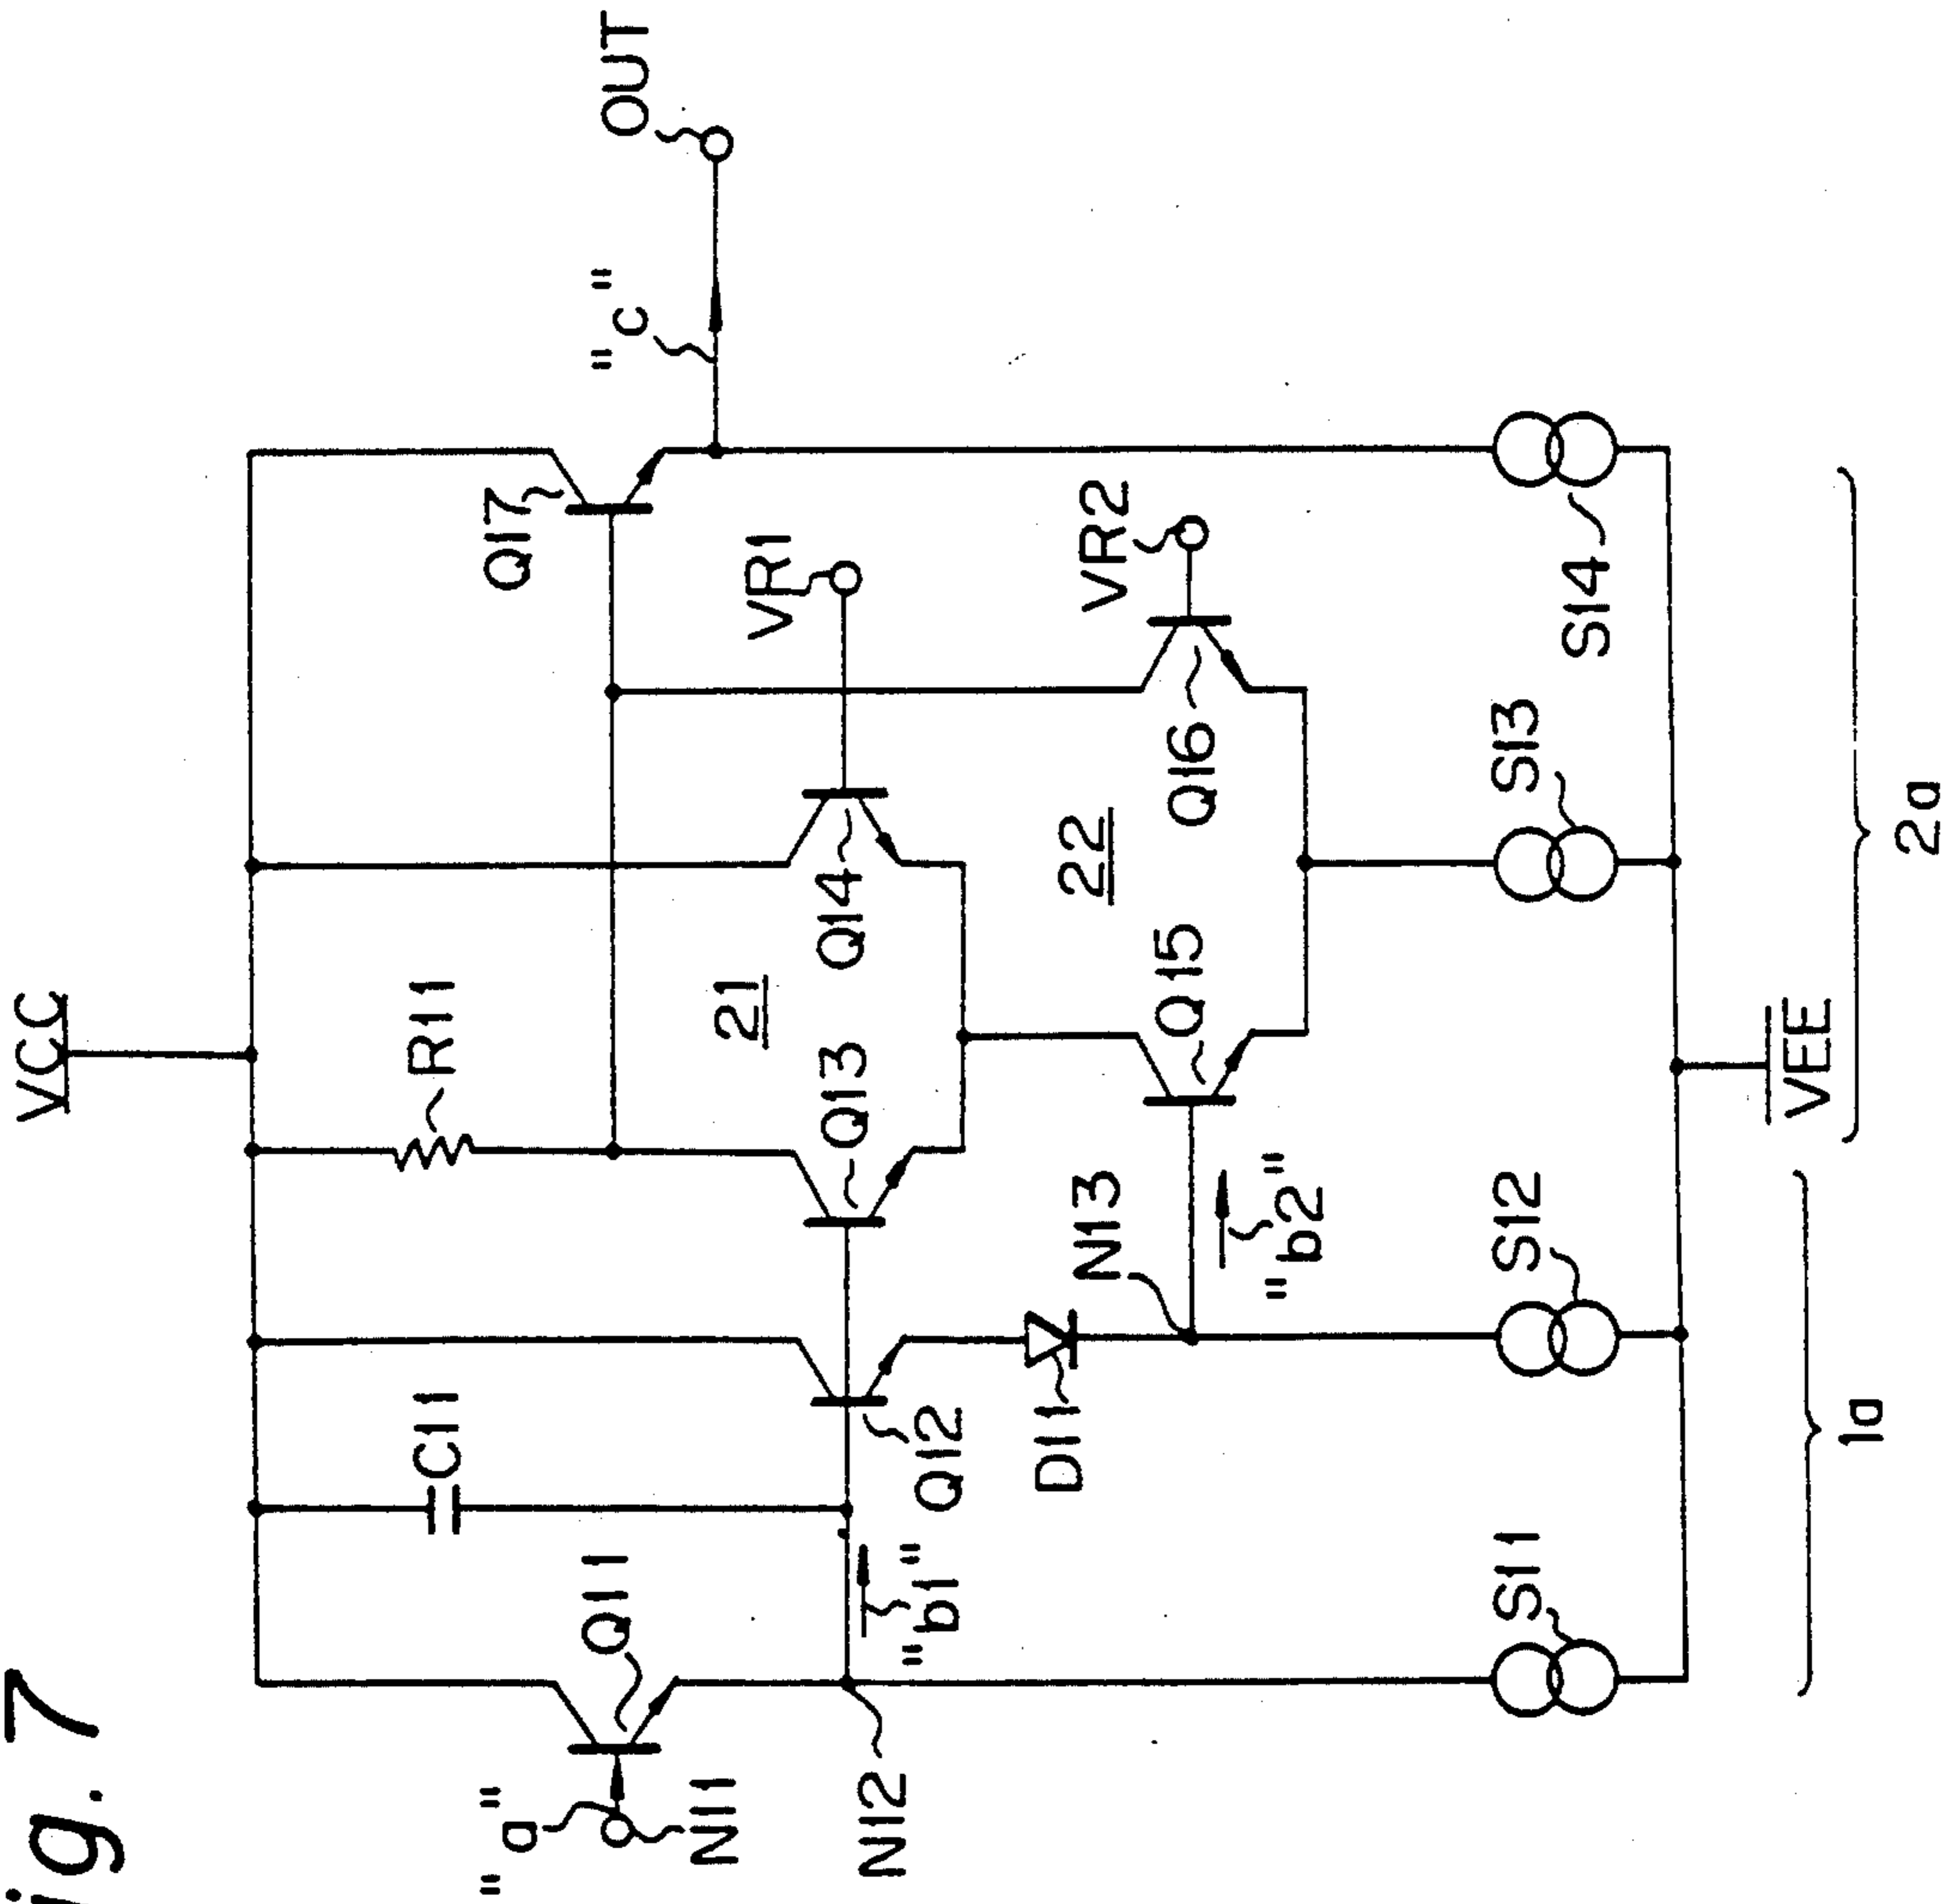 ig. 7
VCC
"a"
N11
Q11
C11
R11
Q17
"c"
OUT
N12
"b1"
Q12
Q13
21
Q14
VR1
D11
N13
"b2"
Q15
22
Q16
VR2
S11
S12
S13
S14
VEE
1a
2a